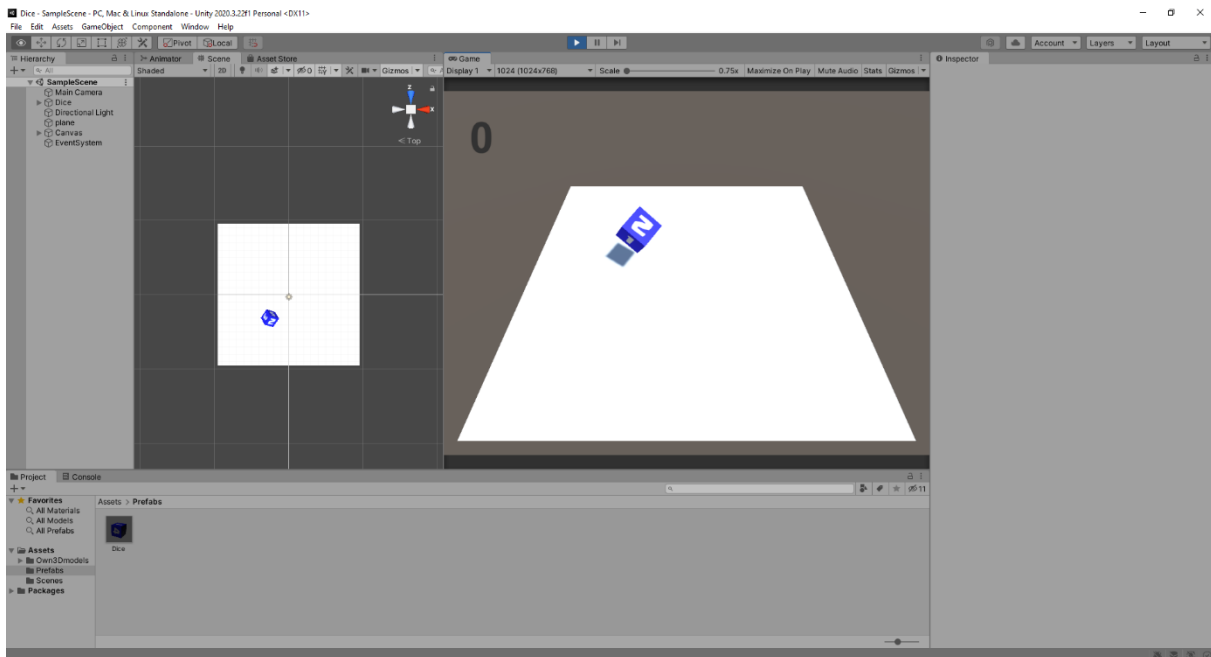 Dice - SampleScene - PC, Mac & Linux Standalone - Unity 2020.3.22f1 Personal <DX11>
File Edit Assets GameObject Component Window Help
Pivot Local
Account Layers Layout
Hierarchy Animator Scene Asset Store Game Inspector
All Shaded 2D 0 Gizmos Display 1 1024 (1024x768) Scale 0.75x Maximize On Play Mute Audio Stats Gizmos
SampleScene
Main Camera
Dice
Directional Light
plane
Canvas
EventSystem
z
x
< Top
0
2
2
Project Console
11
Favorites
All Materials
All Models
All Prefabs
Assets > Prefabs
Dice
Assets
Own3Dmodels
Prefabs
Scenes
Packages